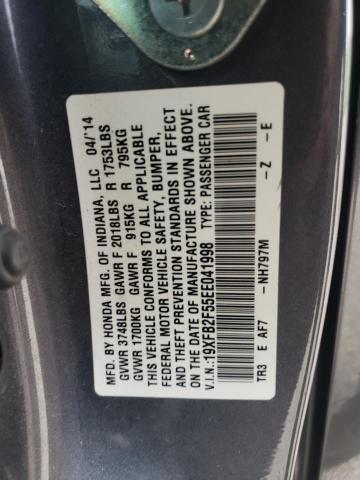 MFD. BY HONDA MFG. OF INDIANA, LLC 04/'14
GVWR 3748LBS GAWR F 2018LBS R 1753LBS
GVWR 1700KG GAWR F 915KG R 795KG
THIS VEHICLE CONFORMS TO ALL APPLICABLE
FEDERAL MOTOR VEHICLE SAFETY, BUMPER,
AND THEFT PREVENTION STANDARDS IN EFFECT
ON THE DATE OF MANUFACTURE SHOWN ABOVE.
V.I.N.:19XFB2F55EE041998 TYPE: PASSENGER CAR
TR3 E AF7 -NH797M -Z -E